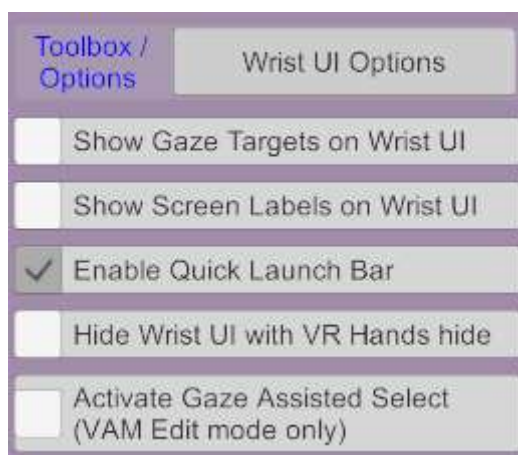 Toolbox /
Options
Wrist UI Options
Show Gaze Targets on Wrist UI
Show Screen Labels on Wrist UI
Enable Quick Launch Bar
Hide Wrist UI with VR Hands hide
Activate Gaze Assisted Select
(VAM Edit mode only)